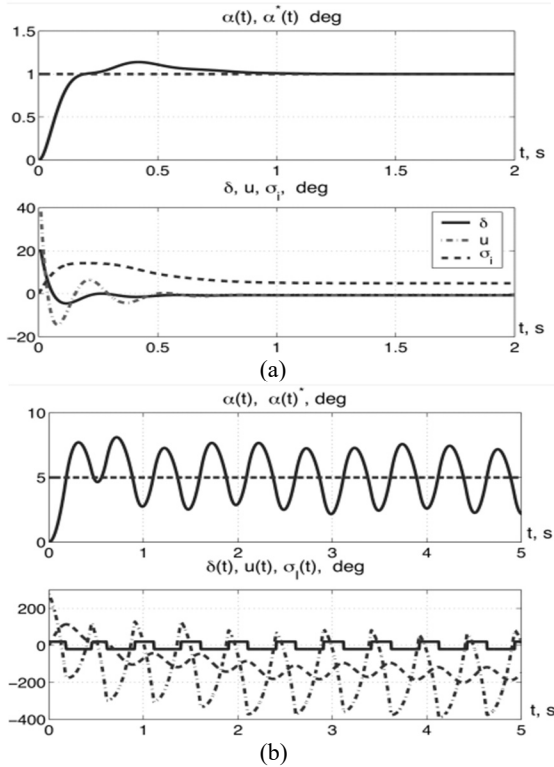 α(t), α*(t) deg
1.5
1
0.5
0
0 0.5 1 1.5 2
t, s
δ, u, σi, deg
40
20
0
-20
δ
u
σi
0 0.5 1 1.5 2
t, s
(a)
α(t), α(t)*, deg
10
5
0
0 1 2 3 4 5
t, s
δ(t), u(t), σI(t), deg
200
0
-200
-400
0 1 2 3 4 5
t, s
(b)